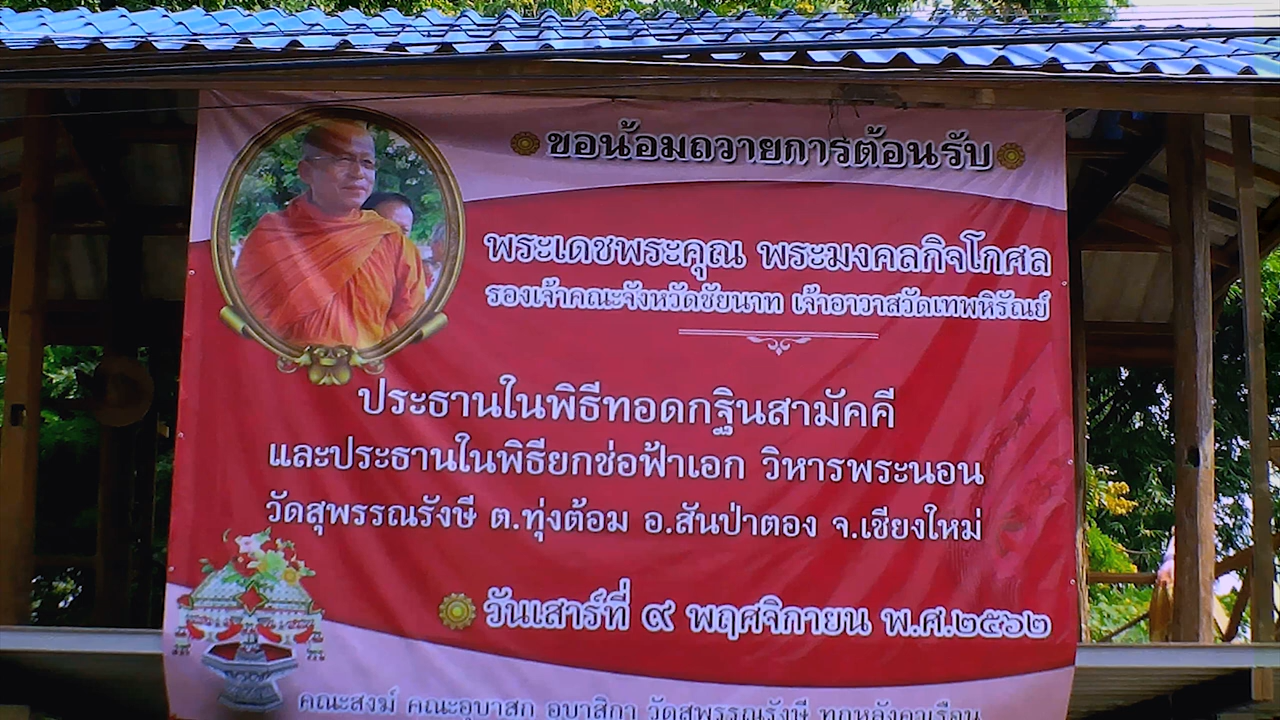 ขอน้อมถวายการต้อนรับ
พระเดชพระคุณ พระมงคลกิจโกศล
รองเจ้าคณะจังหวัดชัยนาท เจ้าอาวาสวัดเทพหิรัณย์
ประธานในพิธีทอดกฐินสามัคคี
และประธานในพิธียกช่อฟ้าเอก วิหารพระนอน
วัดสุพรรณรังษี ต.ทุ่งต้อม อ.สันป่าตอง จ.เชียงใหม่
วันเสาร์ที่ ๙ พฤศจิกายน พ.ศ.๒๕๖๒
คณะสงฆ์ คณะอุบาสก อุบาสิกา วัดสุพรรณรังษี ทุกหลังคาเรือน